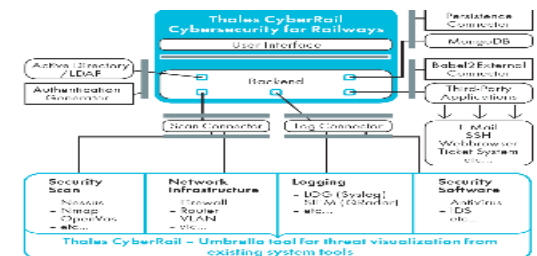 Thales CyberRail
Cybersecurity for Railways
User Interface
Backend
Active Directory
/LDAP
Authentication
Generator
Persistence
Connector
MongoDB
Babel2External
Connector
Third-Party
Applications
E-Mail
SSH
Webbrowser
Ticket System
etc...
Scan Connector
Log Connector
Security
Scan
- Nessus
- Nmap
- OpenVas
- etc...
Network
Infrastructure
- Firewall
- Router
- VLAN
- etc...
Logging
- LOG (Syslog)
- SIEM (QRadar)
- etc...
Security
Software
- Antivirus
- IDS
- etc...
Thales CyberRail – Umbrella tool for threat visualization from
existing system tools